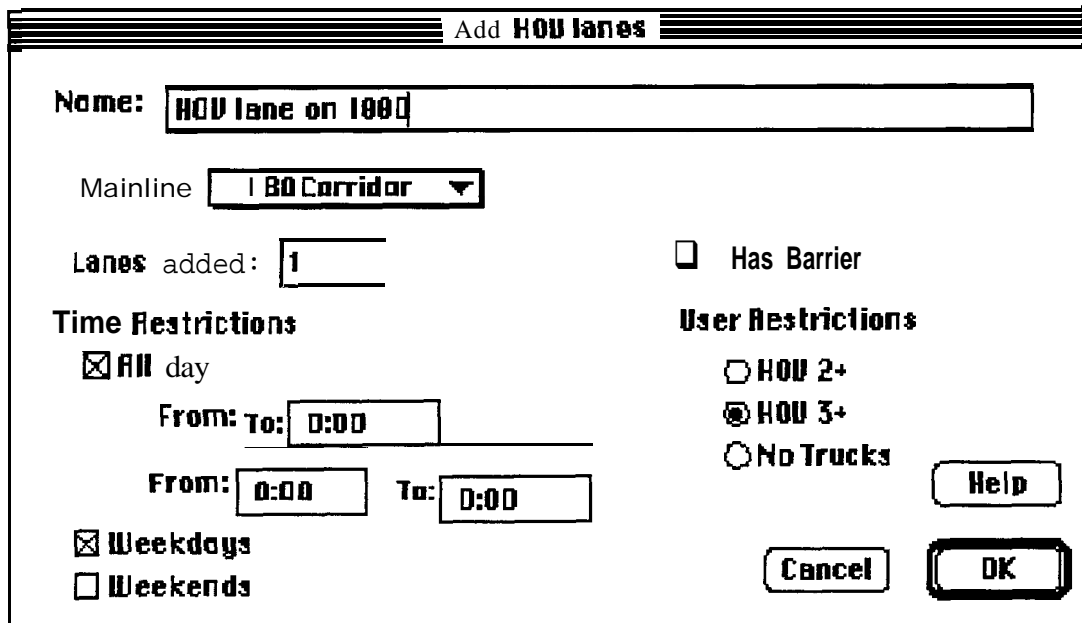 Add HOV lanes
Name: HOV lane on
Mainline I 80 Corridor
Lanes added: 1
Has Barrier
Time Restrictions
User Restrictions
All day
HOV 2+
From: To: 0:00
HOV 3+
No Trucks
From: 0:00 To: 0:00
Help
Weekdays
Weekends
Cancel
OK